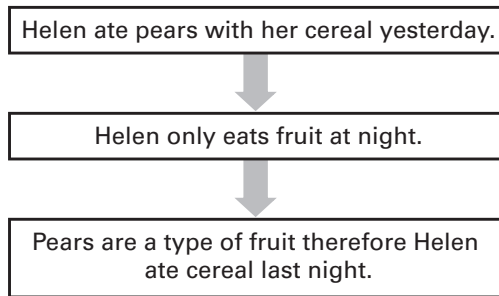 Helen ate pears with her cereal yesterday.
Helen only eats fruit at night.
Pears are a type of fruit therefore Helen
ate cereal last night.